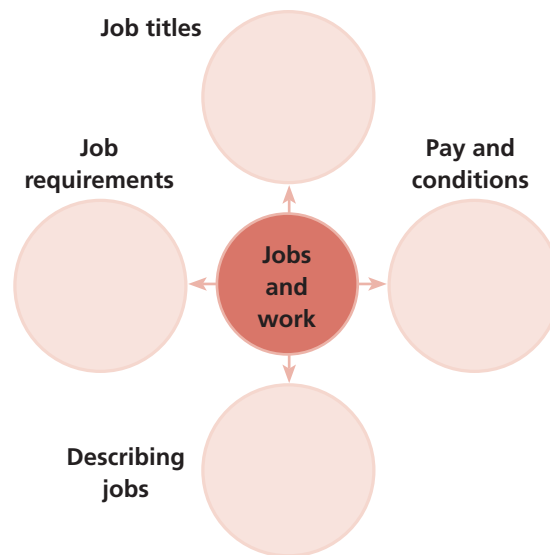 Job titles
Job
requirements
Pay and
conditions
Jobs
and
work
Describing
jobs